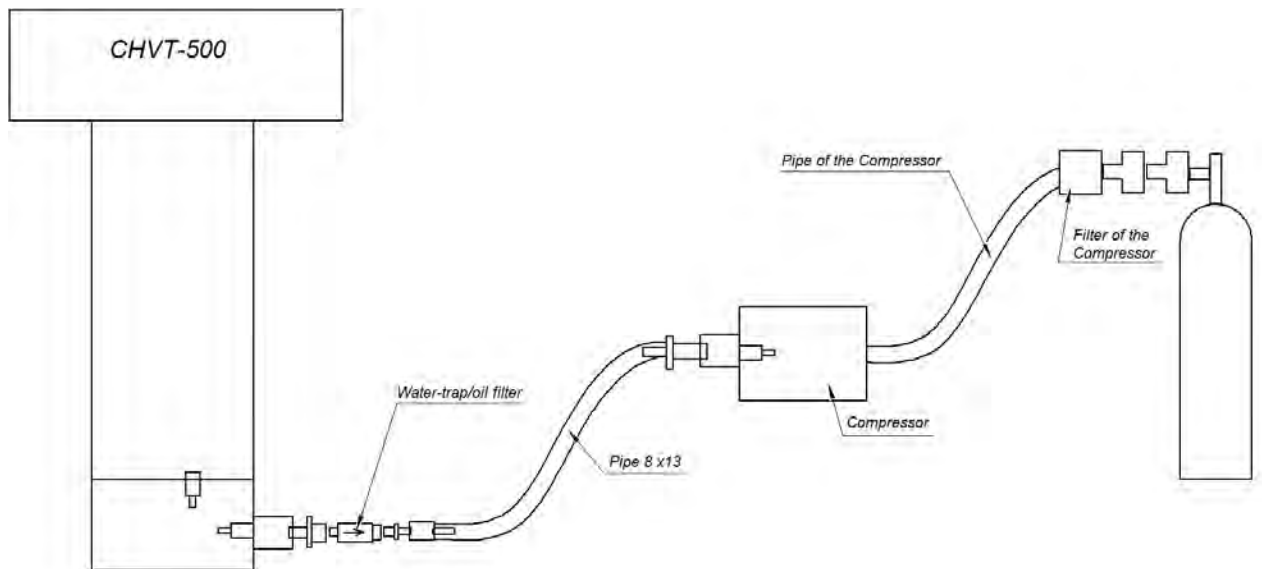 CHVT-500
Pipe of the Compressor
Filter of the
Compressor
Water-trap/oil filter
Compressor
Pipe 8 x13